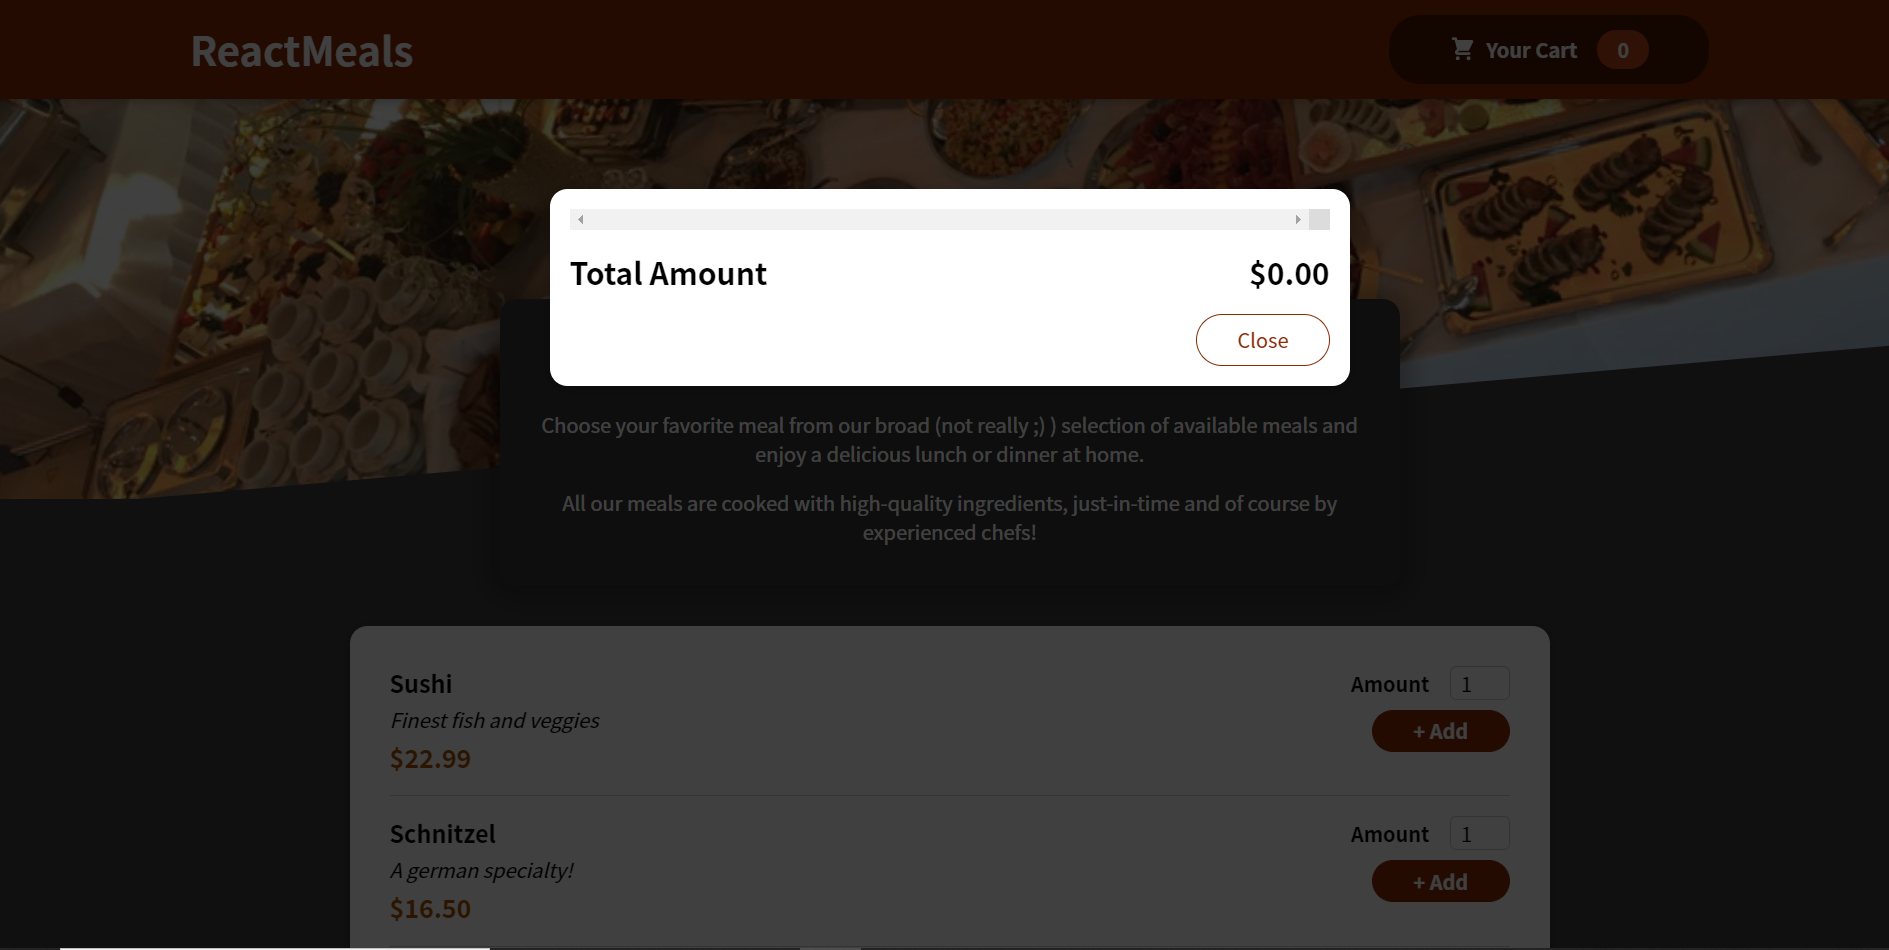 ReactMeals
Your Cart 0
Total Amount $0.00
Close
Choose your favorite meal from our broad (not really ;) ) selection of available meals and
enjoy a delicious lunch or dinner at home.
All our meals are cooked with high-quality ingredients, just-in-time and of course by
experienced chefs!
Sushi
Amount 1
Finest fish and veggies
+ Add
$22.99
Schnitzel
Amount 1
A german specialty!
+ Add
$16.50